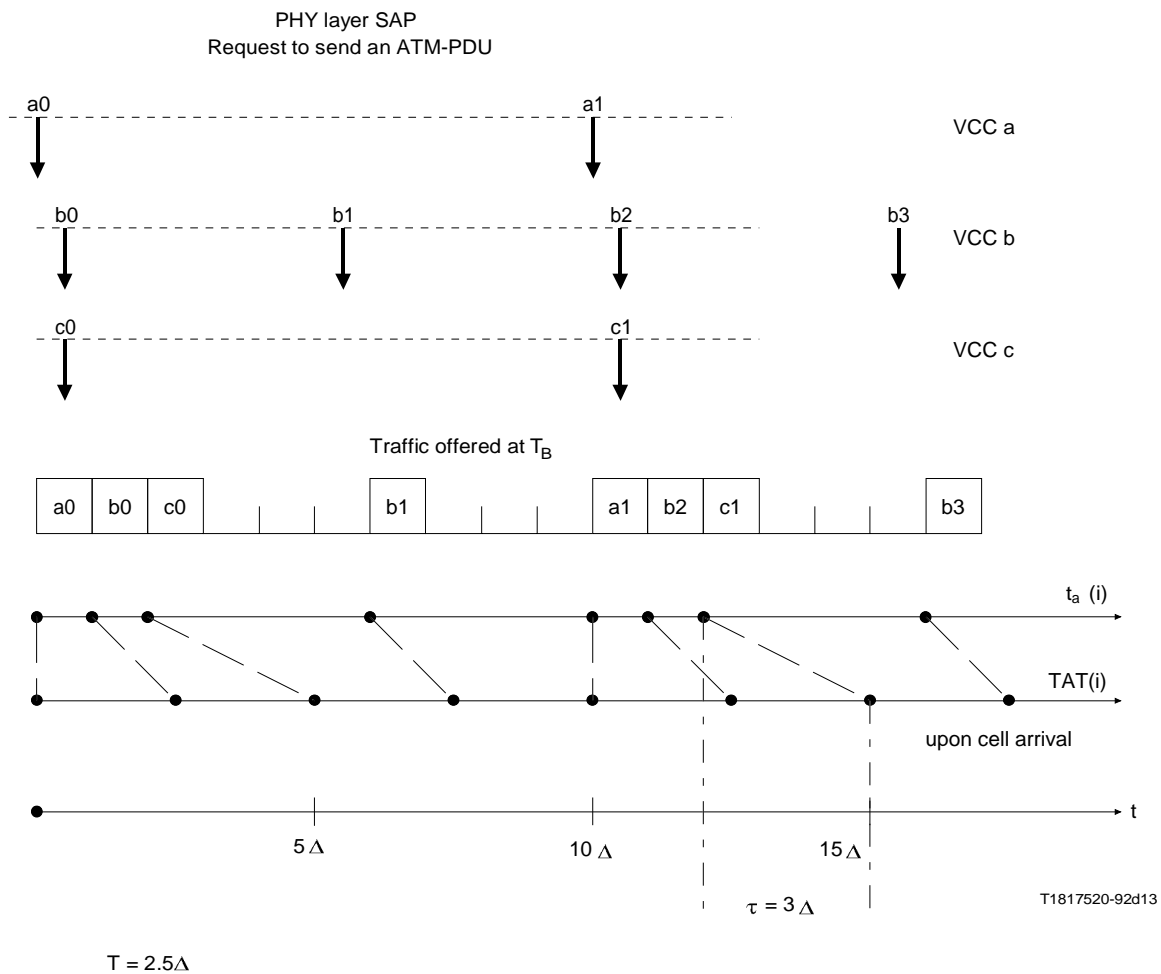 PHY layer SAP
Request to send an ATM-PDU
a0 a1
VCC a
b0 b1 b2 b3
VCC b
c0 c1
VCC c
Traffic offered at T_B
a0 b0 c0 b1 a1 b2 c1 b3
t_a (i)
TAT(i)
upon cell arrival
t
5 Δ 10 Δ 15 Δ
τ = 3 Δ
T1817520-92d13
T = 2.5Δ